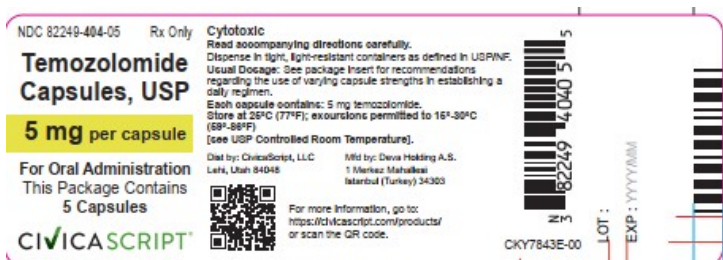 NDC 82249-404-05 Rx Only
Temozolomide
Capsules, USP
5 mg per capsule
For Oral Administration
This Package Contains
5 Capsules
CIVICASCRIPT
Cytotoxic
Read accompanying directions carefully.
Dispense in tight, light-resistant containers as defined in USP/NF.
Usual Dosage: See package insert for recommendations
regarding the use of varying capsule strengths in establishing a
daily regimen.
Each capsule contains: 5 mg temozolomide.
Store at 25°C (77°F); excursions permitted to 15°-30°C
(59°-86°F)
[see USP Controlled Room Temperature].
Dist by: CivicaScript, LLC
Lehi, Utah 84048
Mfd by: Deva Holding A.S.
1 Merkez Mahallesi
Istanbul (Turkey) 34303
For more information, go to:
https://civicascript.com/products/
or scan the QR code.
N
3 82249 40405 5
CKY7843E-00
LOT :
EXP : YYYY/MM